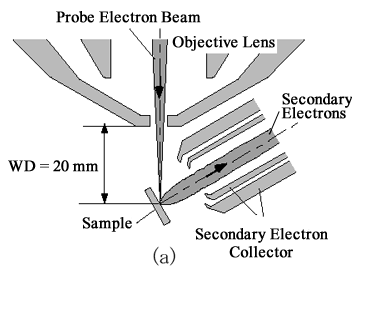 Probe Electron Beam
Objective Lens
Secondary
Electrons
WD = 20 mm
Sample
Secondary Electron
Collector
(a)